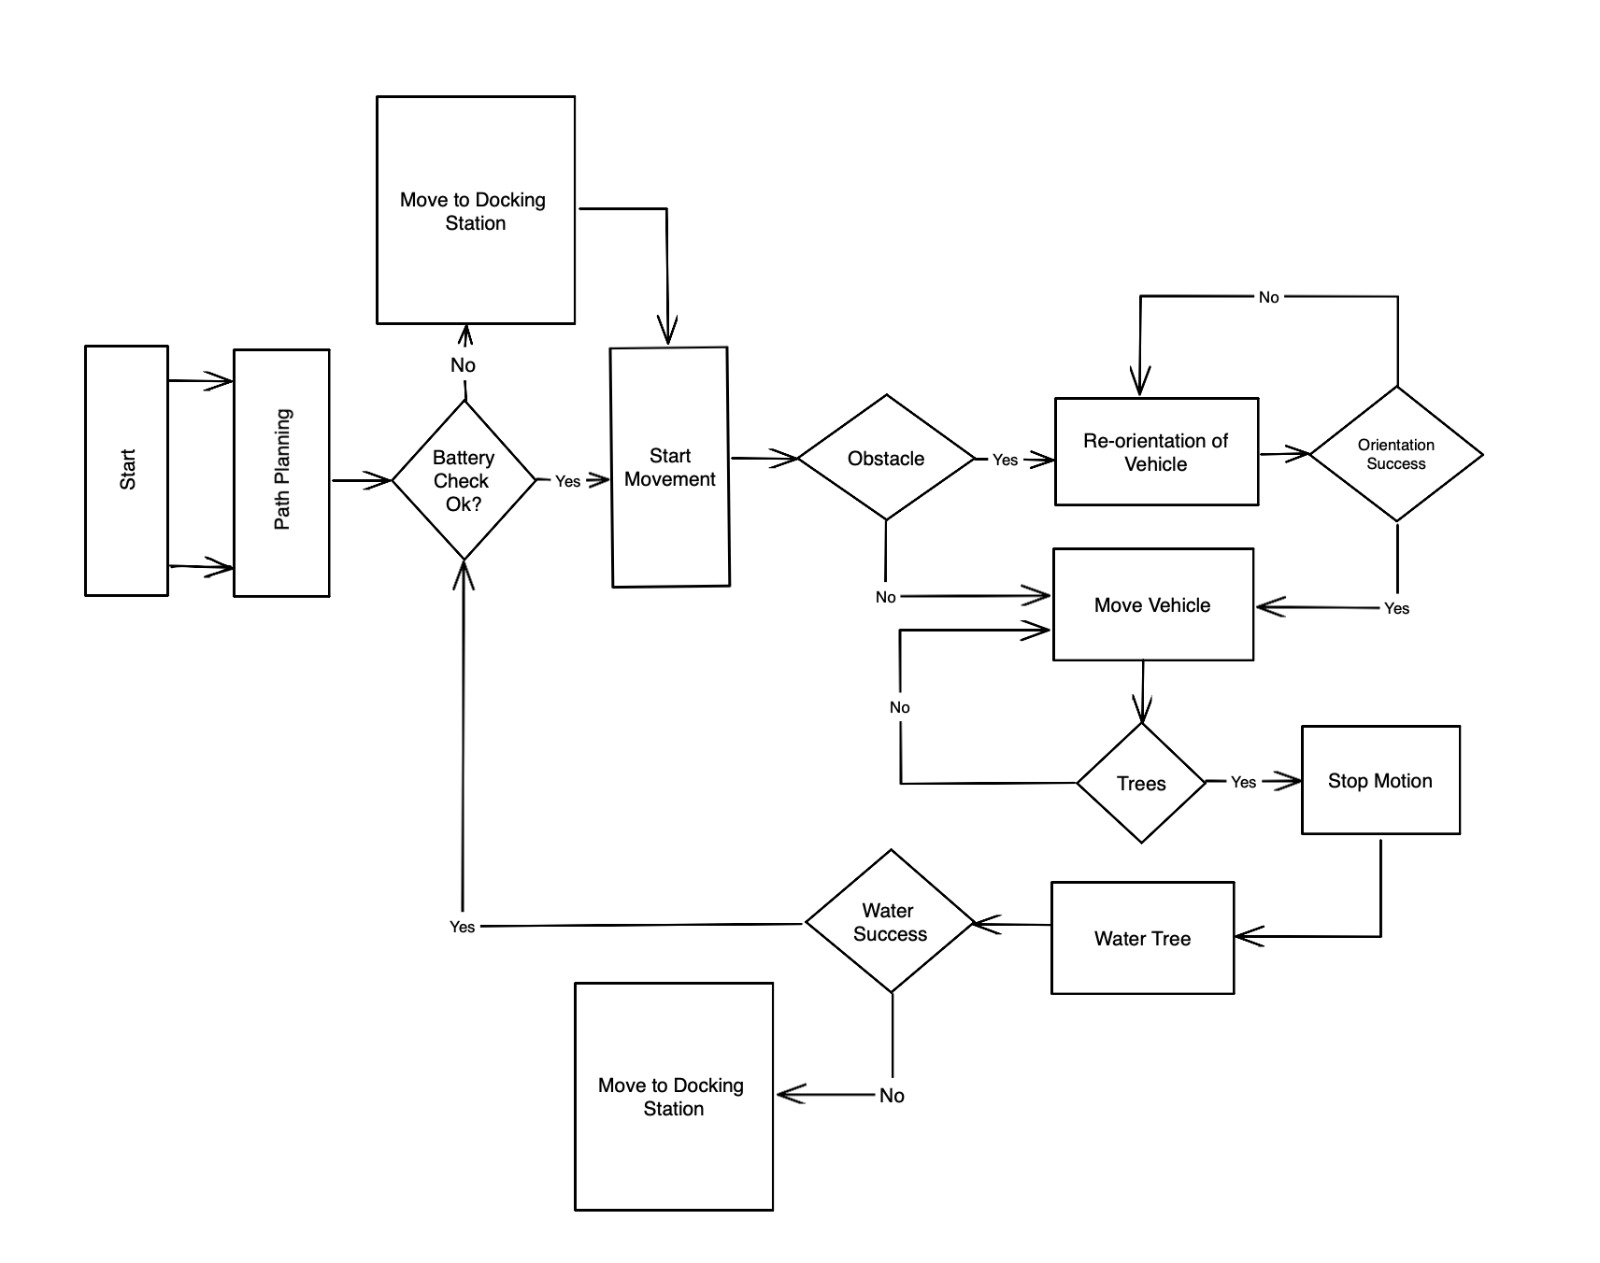 Move to Docking
Station
No
No
Start
Path Planning
Battery
Check
Ok?
Yes
Start
Movement
Obstacle
Yes
Re-orientation of
Vehicle
Orientation
Success
No
Move Vehicle
Yes
No
Trees
Yes
Stop Motion
Yes
Water
Success
Water Tree
Move to Docking
Station
No